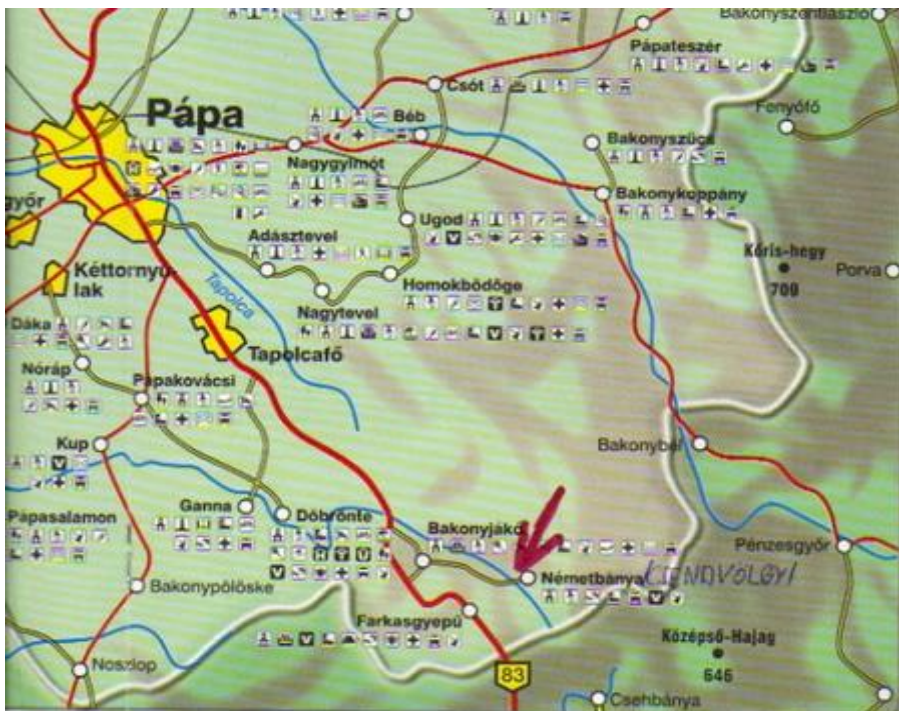 Bakonyszentlászló
Pápateszér
Csót
Fenyőfő
Pápa
Béb
Bakonyszücs
Nagygyimót
Bakonykoppány
Ugod
Adásztevel
Kőris-hegy
709
Porva
Kéttornyú-
lak
Tapolca
Homokbödöge
Nagytevel
Dáka
Tapolcafő
Nóráp
Pápakovácsi
Kup
Bakonybél
Ganna
Döbrönte
Pápasalamon
Bakonyjákó
Pénzesgyőr
Németbánya
Bakonypölöske
Farkasgyepű
Középső-Hajag
646
Noszlop
83
Csehbánya